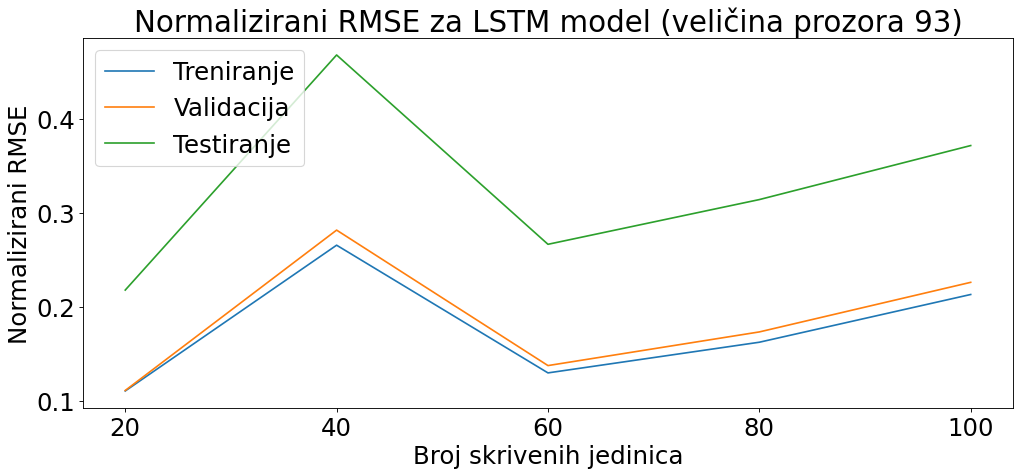 Normalizirani RMSE za LSTM model (veličina prozora 93)
Treniranje
Validacija
Testiranje
Normalizirani RMSE
0.4
0.3
0.2
0.1
20 40 60 80 100
Broj skrivenih jedinica